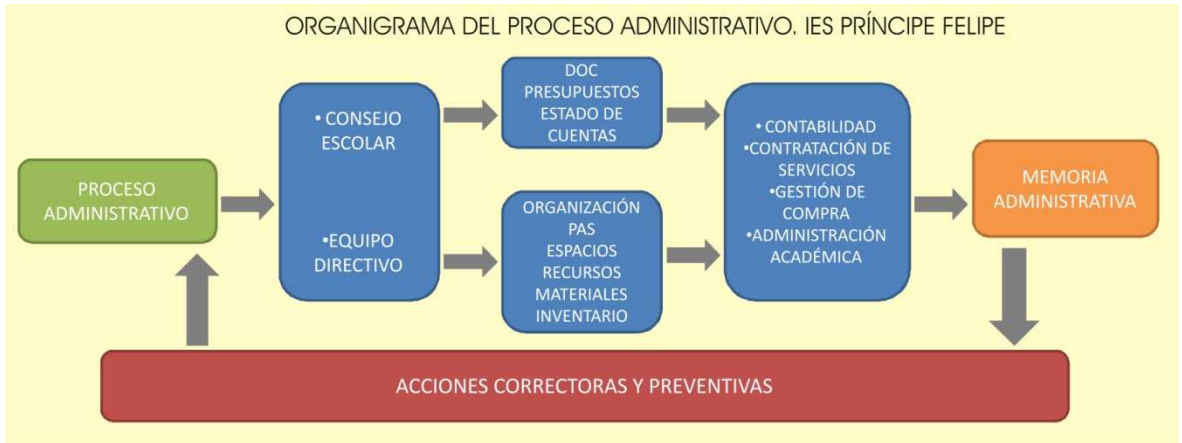 ORGANIGRAMA DEL PROCESO ADMINISTRATIVO. IES PRÍNCIPE FELIPE
PROCESO
ADMINISTRATIVO
• CONSEJO
ESCOLAR
•EQUIPO
DIRECTIVO
DOC
PRESUPUESTOS
ESTADO DE
CUENTAS
ORGANIZACIÓN
PAS
ESPACIOS
RECURSOS
MATERIALES
INVENTARIO
• CONTABILIDAD
•CONTRATACIÓN DE
SERVICIOS
•GESTIÓN DE
COMPRA
•ADMINISTRACIÓN
ACADÉMICA
MEMORIA
ADMINISTRATIVA
ACCIONES CORRECTORAS Y PREVENTIVAS